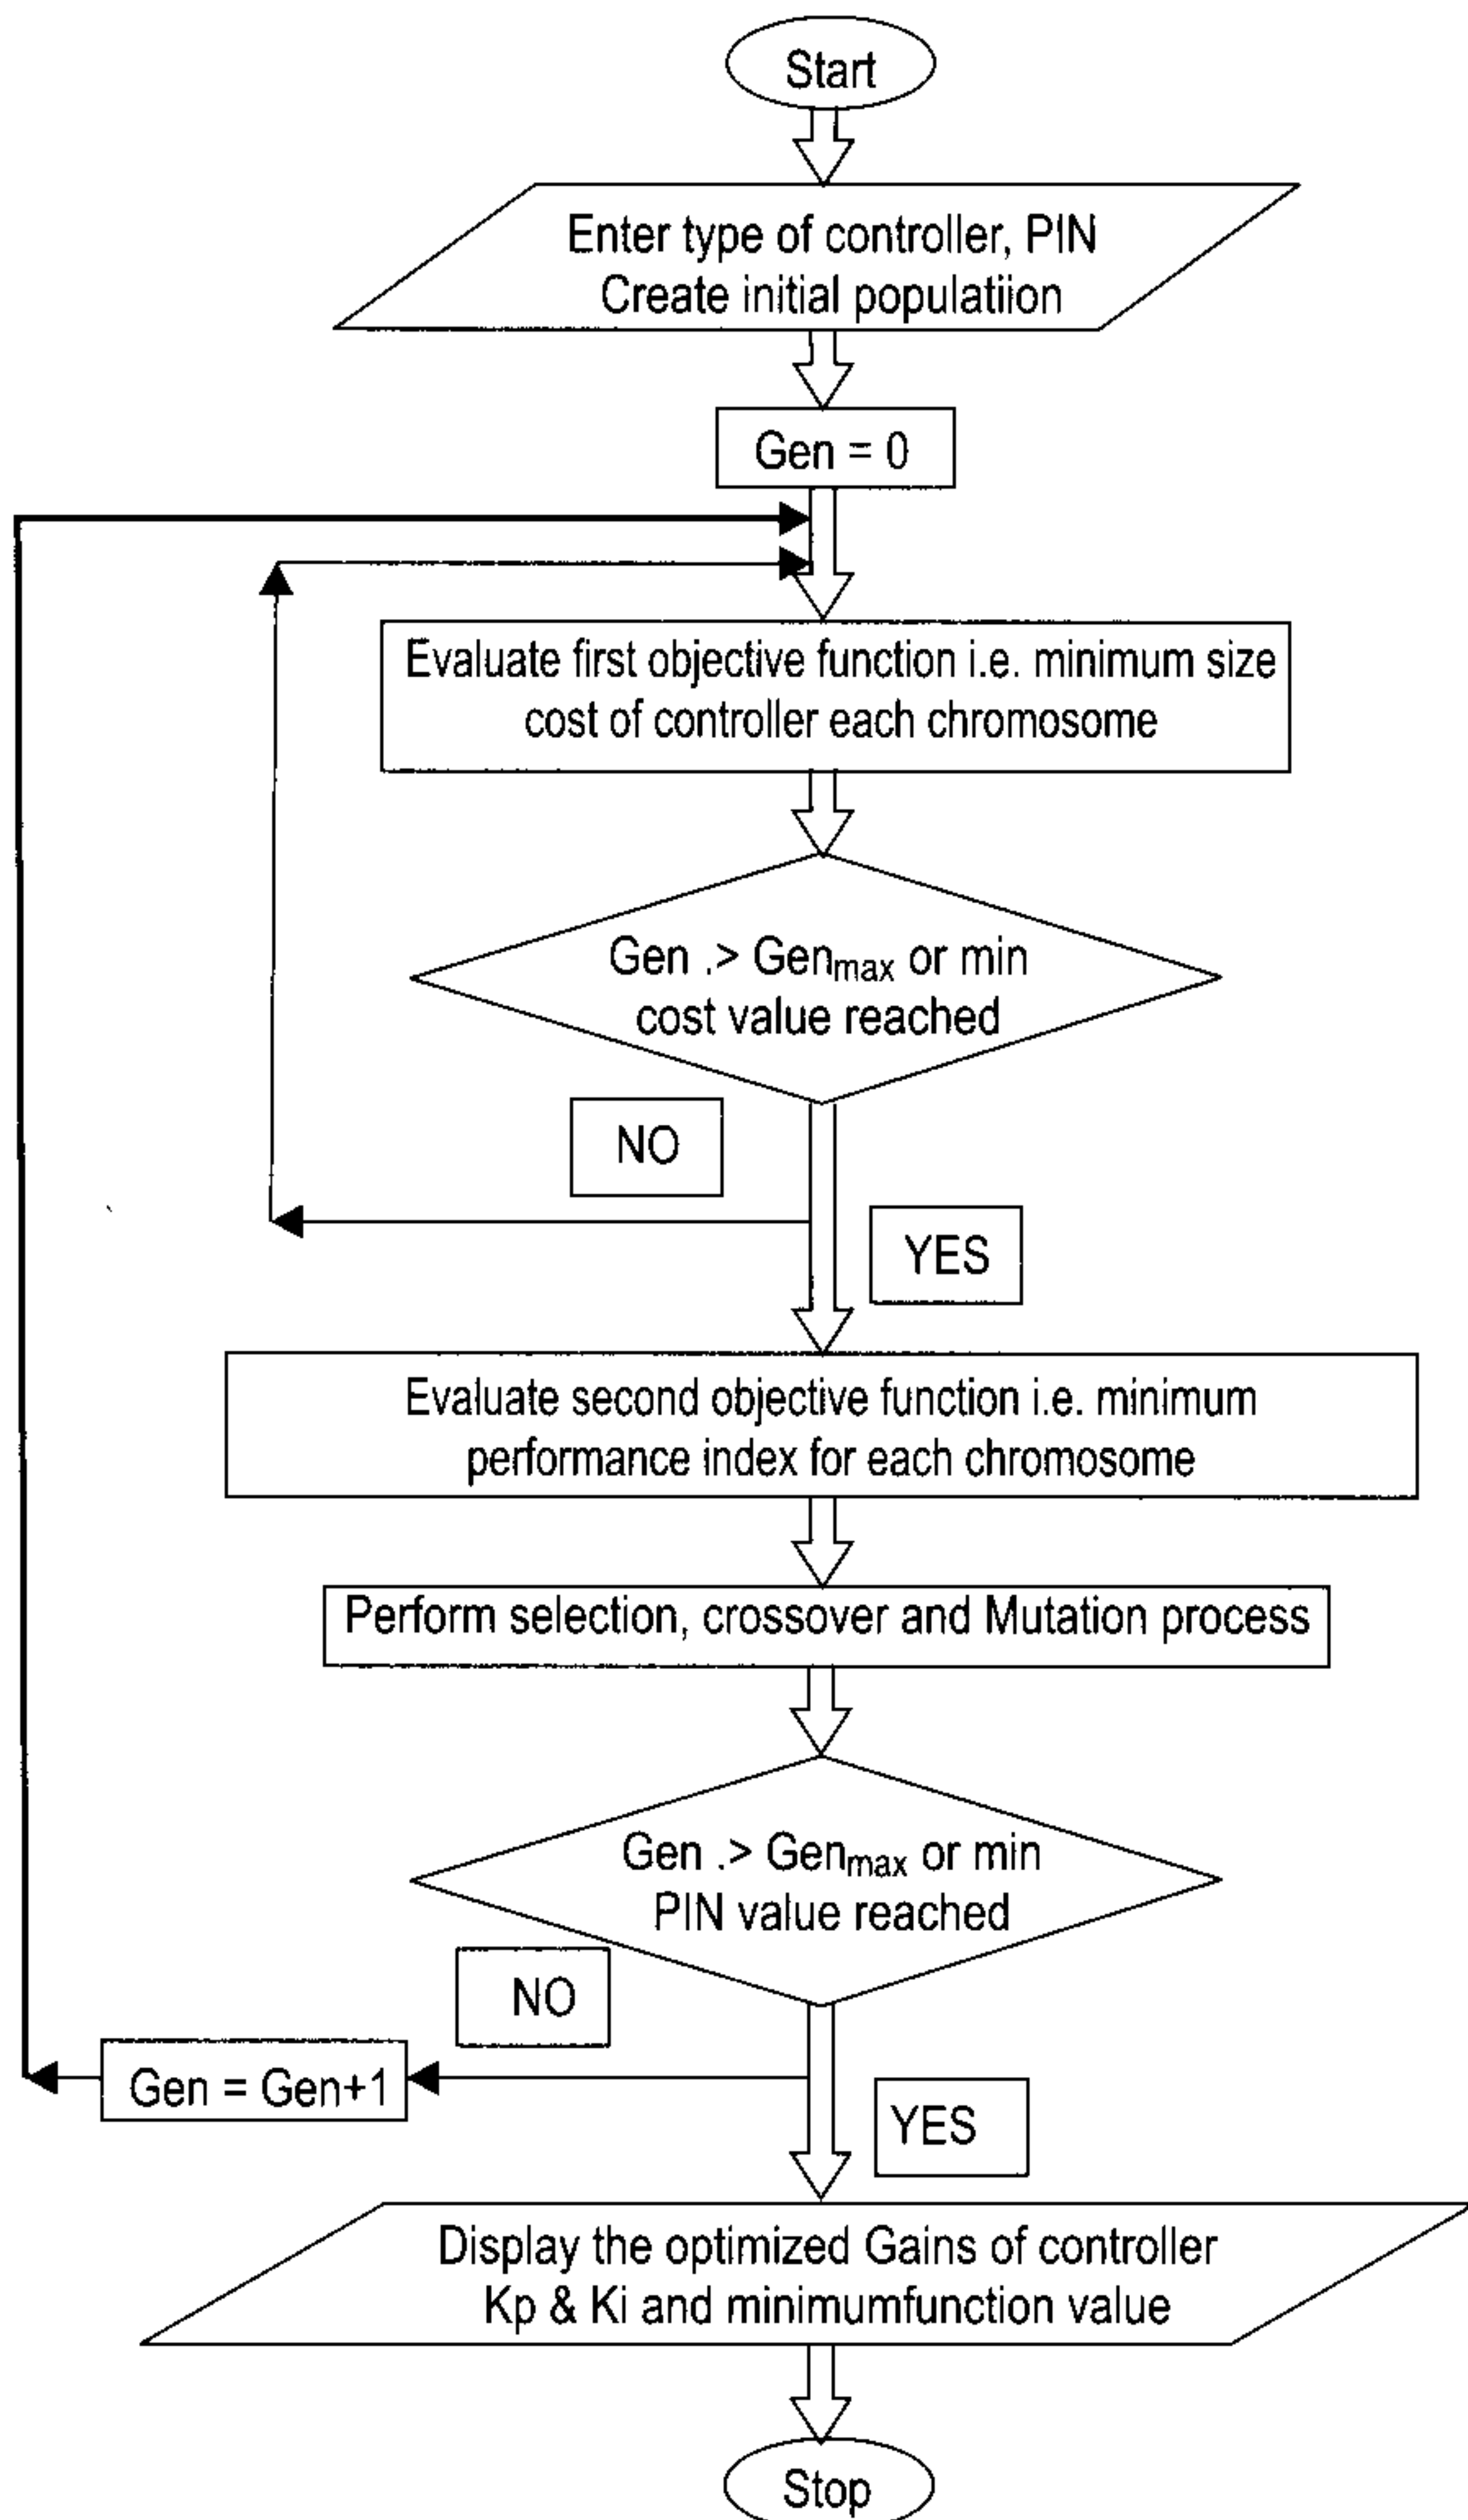 Start
Enter type of controller, PIN
Create initial populatiion
Gen = 0
Evaluate first objective function i.e. minimum size
cost of controller each chromosome
Gen .> Genmax or min
cost value reached
NO
YES
Evaluate second objective function i.e. minimum
performance index for each chromosome
Perform selection, crossover and Mutation process
Gen .> Genmax or min
PIN value reached
NO
Gen = Gen+1
YES
Display the optimized Gains of controller
Kp & Ki and minimumfunction value
Stop